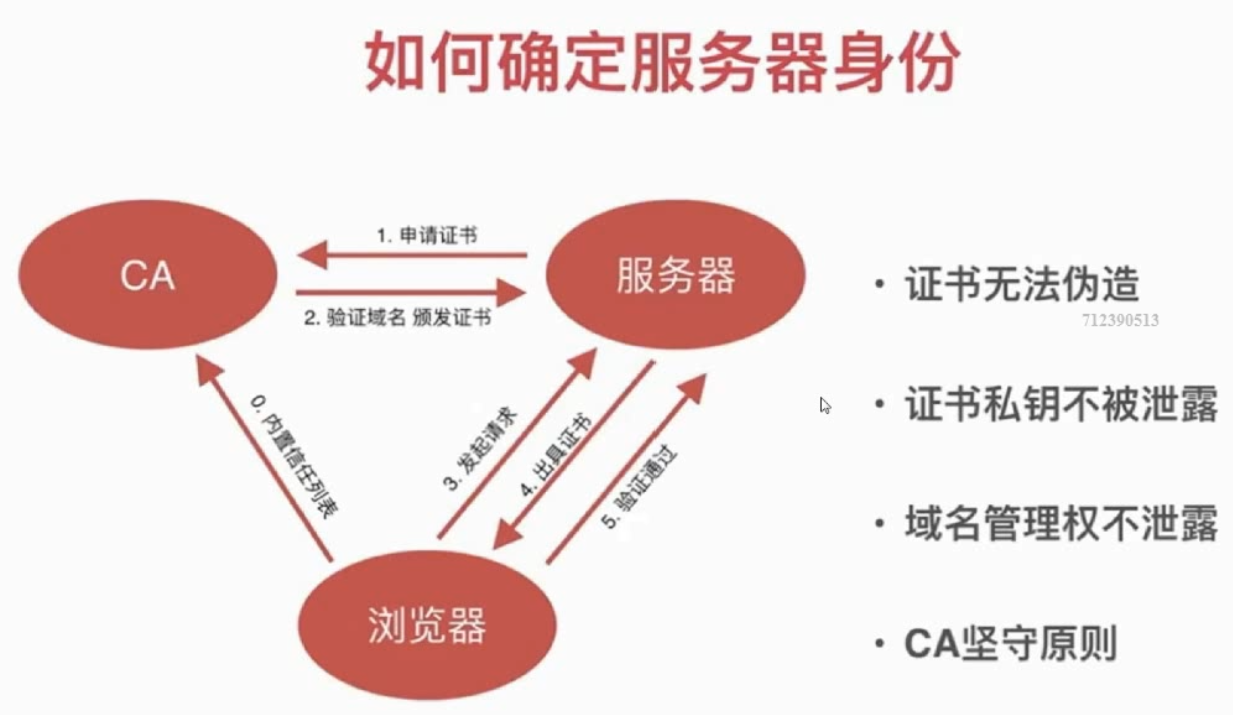 如何确定服务器身份
1. 申请证书
CA
服务器
2. 验证域名 颁发证书
0. 内置信任列表
3. 发起请求
4. 出具证书
5. 验证通过
浏览器
• 证书无法伪造
712390513
• 证书私钥不被泄露
• 域名管理权不泄露
• CA坚守原则